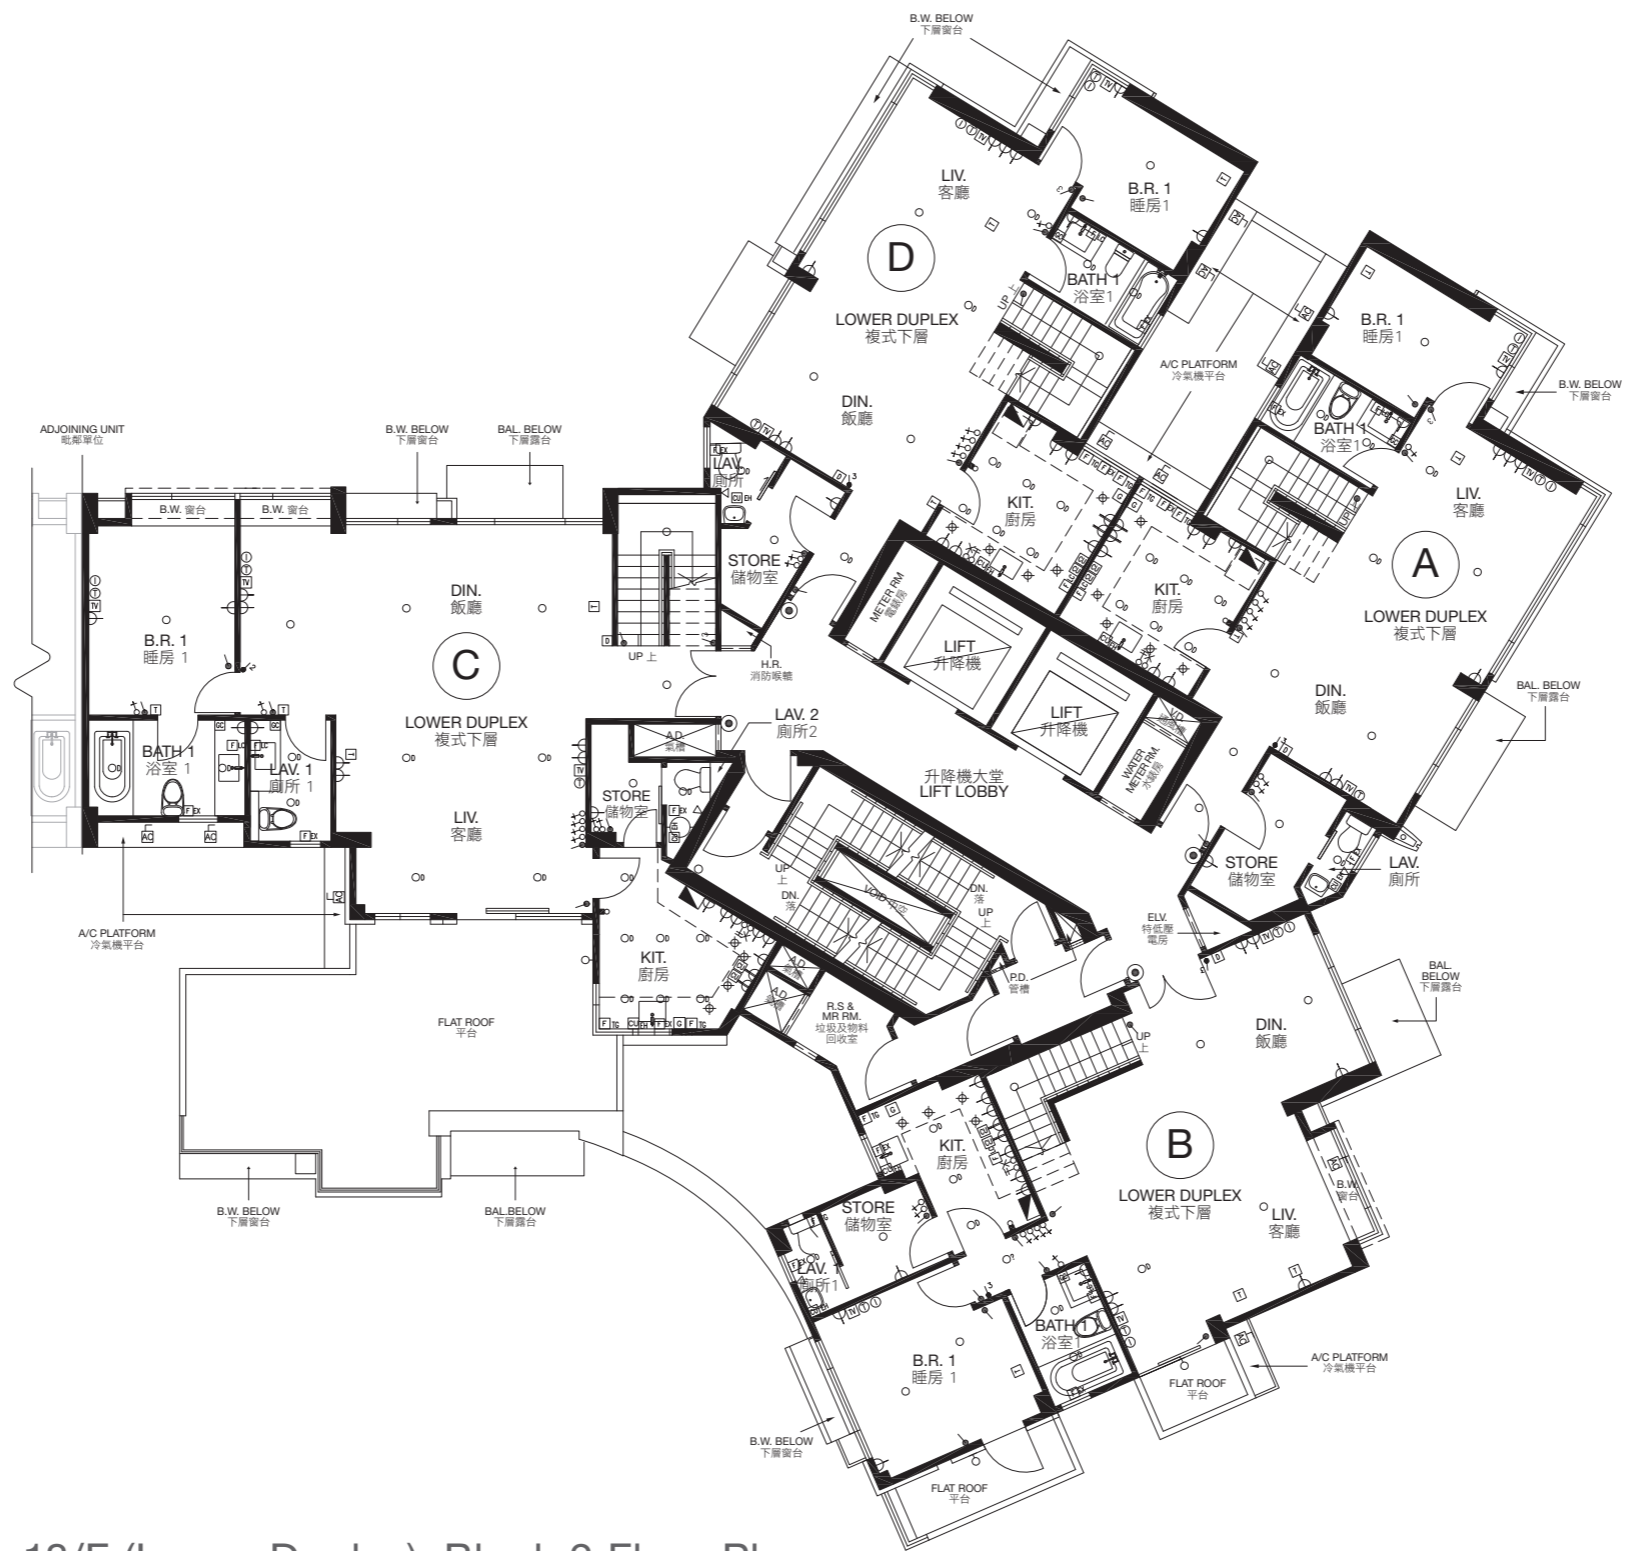 B.W. BELOW
下層窗台
LIV.
客廳
B.R. 1
睡房1
D
BATH 1
浴室1
UP
上
LOWER DUPLEX
複式下層
DIN.
飯廳
A/C PLATFORM
冷氣機平台
B.R. 1
睡房1
B.W. BELOW
下層窗台
BATH 1
浴室1
LIV.
客廳
UP上
A
LOWER DUPLEX
複式下層
KIT.
廚房
KIT.
廚房
DIN.
飯廳
BAL. BELOW
下層露台
LAV.
廁所
STORE
儲物室
METER RM
電錶房
LIFT
升降機
LIFT
升降機
WATER
METER RM.
水錶房
升降機大堂
LIFT LOBBY
STORE
儲物室
LAV.
廁所
ELV.
特低壓
電房
ADJOINING UNIT
毗鄰單位
B.W. BELOW
下層窗台
BAL. BELOW
下層露台
B.W. 窗台
B.W. 窗台
DIN.
飯廳
B.R. 1
睡房 1
C
UP 上
H.R.
消防喉轆
LOWER DUPLEX
複式下層
LAV. 2
廁所2
A.D.
氣槽
BATH 1
浴室 1
LAV. 1
廁所 1
STORE
儲物室
LIV.
客廳
UP
上
DN.
落
VOID 中空
DN.
落
UP
上
A/C PLATFORM
冷氣機平台
KIT.
廚房
A.D.
氣槽
A.D.
氣槽
P.D.
管槽
R.S &
MR RM.
垃圾及物料
回收室
FLAT ROOF
平台
B.W. BELOW
下層窗台
BAL.BELOW
下層露台
BAL.
BELOW
下層露台
DIN.
飯廳
UP
上
B
LOWER DUPLEX
複式下層
KIT.
廚房
B.W.
窗台
LIV.
客廳
STORE
儲物室
LAV. 1
廁所1
BATH 1
浴室1
B.R. 1
睡房 1
A/C PLATFORM
冷氣機平台
FLAT ROOF
平台
B.W. BELOW
下層窗台
FLAT ROOF
平台